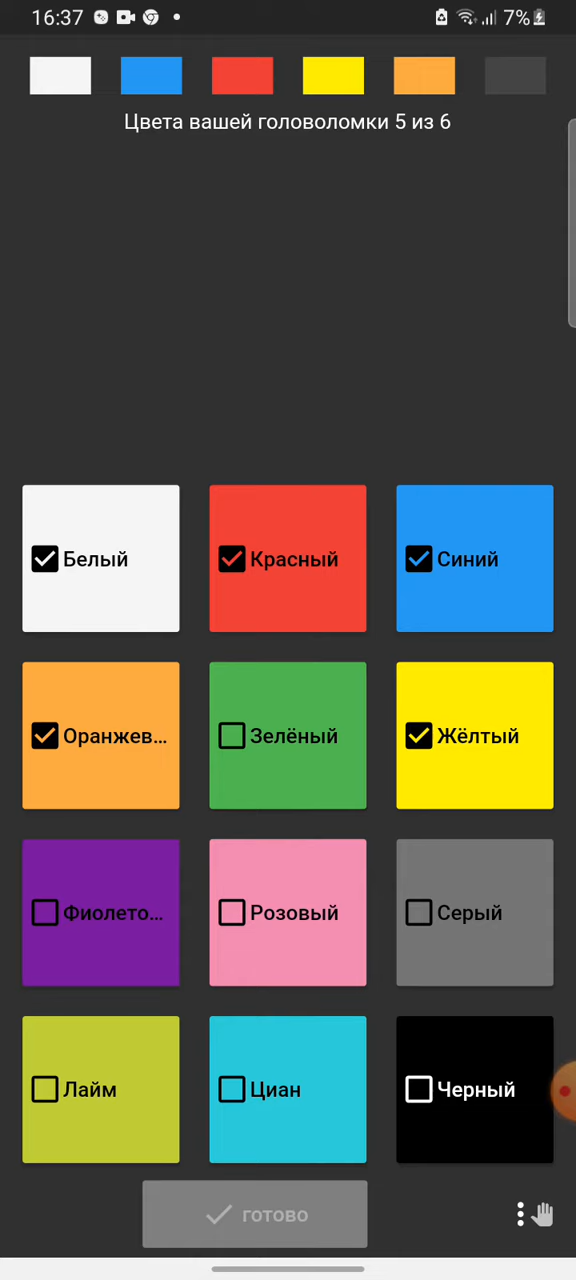 16:37 7%
Цвета вашей головоломки 5 из 6
Белый
Красный
Синий
Оранжев...
Зелёный
Жёлтый
Фиолето...
Розовый
Серый
Лайм
Циан
Черный
готово